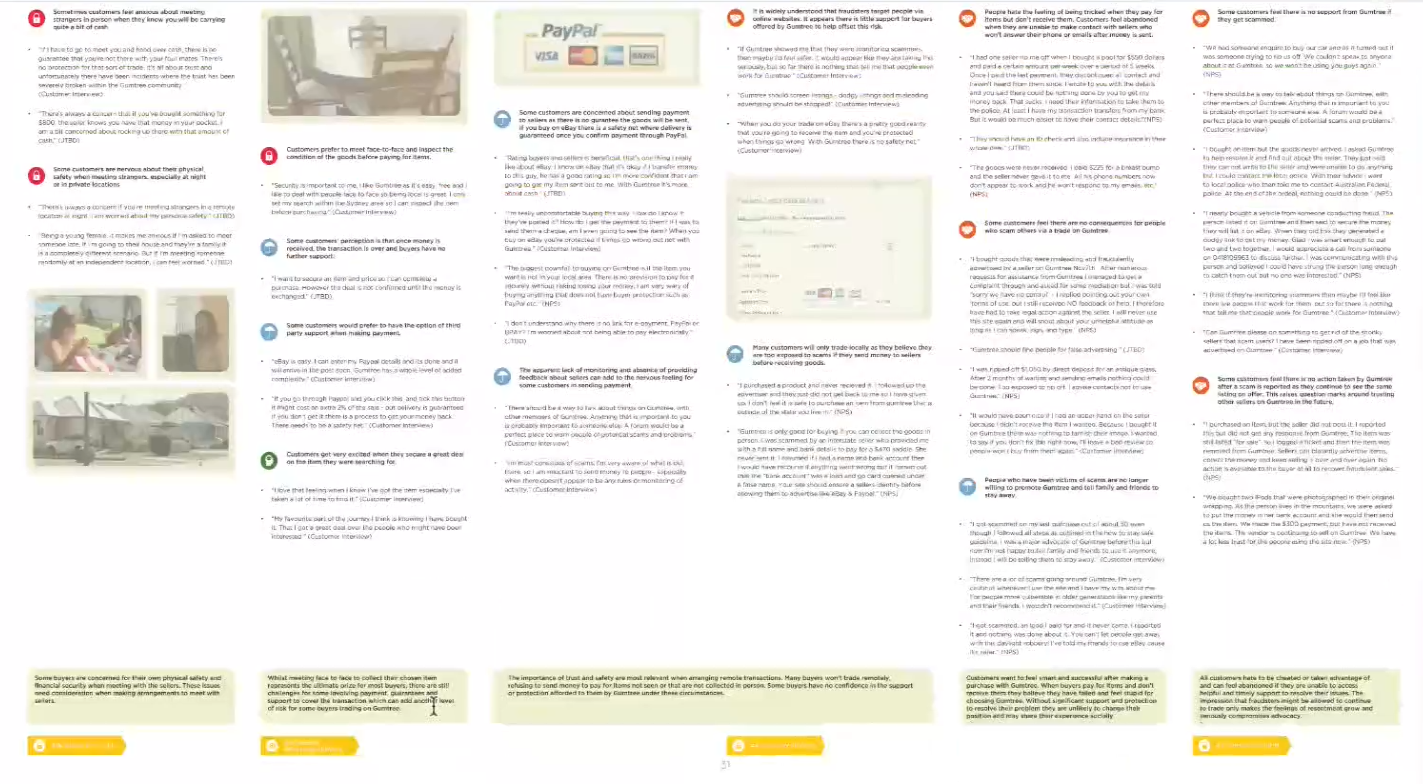 Sometimes customers feel anxious about meeting
strangers in person when they know you will be carrying
quite a bit of cash.
"If I have to go to meet you and hand over cash, there is no
guarantee that you're not there with your four mates. There's
no protection for that sort of trade. It's all about trust and
unfortunately there have been incidents where the trust has been
severed broken within the Gumtree community."
(Customer Interview)
"There's always a concern that if you've bought something for
$800, the seller knows you have that money in your pocket. I
am a bit concerned about rocking up there with that amount of
cash." (JTBD)
Some customers are nervous about their physical
safety when meeting strangers, especially at night
or in private locations.
"There's always a concern if you're meeting strangers in a remote
location at night. I am worried about my personal safety." (JTBD)
"Being a young female, it makes me anxious if I'm asked to meet
someone late. If I'm going to their house and they're a family it
is a completely different scenario. But if I'm meeting someone
randomly at an independent location, I can feel worried." (JTBD)
Some buyers are concerned for their own physical safety and
financial security when meeting with the sellers. These issues
need consideration when making arrangements to meet with
sellers.
Customers prefer to meet face-to-face and inspect the
condition of the goods before paying for items.
"Security is important to me, I like Gumtree as it's easy, free and I
like to deal with people face to face so being local is great. I only
set my search within the Sydney area so I can inspect the item
before purchasing." (Customer Interview)
Some customers' perception is that once money is
received, the transaction is over and buyers have no
further support.
"I want to secure an item and price so I can complete a
purchase. However the deal is not confirmed until the money is
exchanged." (JTBD)
Some customers would prefer to have the option of third
party support when making payment.
"eBay is easy. I can enter my Paypal details and its done and it
will arrive in the post soon. Gumtree has a whole level of added
complexity." (Customer Interview)
"If you go through Paypal and you click this, and tick this button
it might cost an extra 2% of the sale - but delivery is guaranteed
if you don't get it there is a process to get your money back
There needs to be a safety net." (Customer Interview)
Customers get very excited when they secure a great deal
on the item they were searching for.
"I love that feeling when I know I've got the item especially I've
taken a lot of time to find it." (Customer Interview)
"My favourite part of the journey I think is knowing I have bought
it. That I got a great deal over the people who might have been
interested." (Customer Interview)
Whilst meeting face to face to collect their chosen item
represents the ultimate prize for most buyers, there are still
challenges for some involving payment, guarantees and
support to cover the transaction which can add another level
of risk for some buyers trading on Gumtree.
PayPal
VISA
Some customers are concerned about sending payment
to sellers as there is no gurantee the goods will be sent,
if you buy on eBay there is a safety net where delivery is
guaranteed once you confirm payment through PayPal.
"Rating buyers and sellers is beneficial, that's one thing I really
like about eBay. I know on eBay that it's okay if I transfer money
to this guy, he has a good rating so I'm more confident that I am
going to get my item sent out to me. With Gumtree it's more
about cash." (JTBD)
"I'm really uncomfortable buying this way. How do I know if
they've posted it? How do I get the payment to them? If I was to
send them a cheque, am I even going to see the item? When you
buy on eBay you're protected if things go wrong but not with
Gumtree." (Customer Interview)
"The biggest downfall to buying on Gumtree is if the item you
want is not in your local area. There is no provision to pay for it
remotely without risking losing your money. I am very wary of
buying anything that does not have buyer protection such as
PayPal etc." (NPS)
"I don't understand why there is no link for e-payment, PayPal or
BPAY? I'm worried about not being able to pay electronically."
(JTBD)
The apparent lack of monitoring and absence of providing
feedback about sellers can add to the nervous feeling for
some customers in sending payment.
"There should be a way to talk about things on Gumtree, with
other members of Gumtree. Anything that is important to you
is probably important to someone else. A forum would be a
perfect place to warn people of potential scams and problems."
(Customer Interview)
"I'm most conscious of scams, I'm very aware of what is out
there, so I am reluctant to send money to people - especially
when there doesn't appear to be any rules or monitoring of
activity." (Customer Interview)
The importance of trust and safety are most relevant when arranging remote transactions. Many buyers won't trade remotely,
refusing to send money to pay for items not seen or that are not collected in person. Some buyers have no confidence in the support
or protection afforded to them by Gumtree under these circumstances.
It is widely understood that fraudsters target people via
online websites. It appears there is little support for buyers
offered by Gumtree to help offset this risk.
"If Gumtree showed me that they were monitoring scammers,
then maybe I'd feel safer. It would appear like they are taking this
seriously, but so far there is nothing that tell me that people even
work for Gumtree." (Customer Interview)
"Gumtree should screen listings - dodgy listings and misleading
advertising should be stopped" (Customer Interview)
"When you do your trade on eBay there's a pretty good reality
that you're going to receive the item and you're protected
when things go wrong. With Gumtree there is no safety net."
(Customer Interview)
Many customers will only trade locally as they believe they
are too exposed to scams if they send money to sellers
before receiving goods.
"I purchased a product and never received it. I followed up the
advertiser and they just did not get back to me so I have given
up. I don't feel it is safe to purchase an item from gumtree that is
outside of the state you live in." (NPS)
"Gumtree is only good for buying if you can collect the goods in
person. I was scammed by an interstate seller who provided me
with a full name and bank details to pay for a $470 saddle. She
never sent it. I assumed if I had a name and bank account then
I would have recourse if anything went wrong but it turned out
that the "bank account" was a load and go card opened under
a false name. Your site should ensure a sellers identity before
allowing them to advertise like eBay & Paypal." (NPS)
31
People hate the feeling of being tricked when they pay for
items but don't receive them. Customers feel abandoned
when they are unable to make contact with sellers who
won't answer their phone or emails after money is sent.
"I had one seller rip me off when I bought a ipad for $550 dollars
and paid a certain amount per week over a period of 5 weeks.
Once I paid the last payment, they dodged all contact and
haven't heard from them since. I wrote to you with the details
and you said there could be nothing done by you to get my
money back. That sucks. I need their information to take them to
the police. At least I have my transactions from my bank.
But it would be much easier to have their contact details."(NPS)
"They should have an ID check and also initiate insurance in their
wrote." (JTBD)
"The goods were never received. I paid $225 for a breast pump
and the seller never gave it to me. All his phone numbers now
don't appear to work and he won't respond to my emails, etc."
(NPS)
Some customers feel there are no consequences for people
who scam others via a trade on Gumtree.
"I bought goods that were misleading and fraudulently
advertised by a seller on Gumtree. After numerous
requests for assistance from Gumtree I managed to get a
complaint through and asked for some mediation but I was told
"sorry we have no control". I replied pointing out your own
terms of use, but I still received NO feedback or help. I therefore
have had to take legal action against the seller. I will never use
this site again and will shout about your unhelpful attitude as
long as I can speak, sign, and type." (NPS)
"Gumtree should fine people for false advertising." (JTBD)
"I was ripped off $1,050 by direct deposit for an antique glass.
After 2 months of waiting and sending emails nothing could
be done. I so exposed to rip off. I advise contacts not to use
Gumtree." (NPS)
"It would have been nice if I had an upper-hand on the seller
because I didn't receive the item I wanted. Because I bought it
on Gumtree there was nothing to tarnish their image. I wanted
to say if you don't fix this right now, I'll have a bad review so
people won't buy from them again." (Customer Interview)
People who have been victims of scams are no longer
willing to promote Gumtree and tell family and friends to
stay away.
"I got scammed on my last purchase out of about 50 even
though I followed all steps as outlined in the how to stay safe
guideline. I was a major advocate of Gumtree before this but
now I'm not happy to tell family and friends to use it anymore,
instead I will be telling them to stay away." (Customer Interview)
"There are a lot of scams going around Gumtree. I'm very
cautious whenever I use the site and I have my wits about me.
For people more vulnerable in older generations like my parents
and their friends, I wouldn't recommend it." (Customer Interview)
"I got scammed, an Ipod I paid for and it never came. I reported
it and nothing was done about it. You can't let people get away
with this daylight robbery! I've told my friends to use eBay cause
its safer." (NPS)
Customers want to feel smart and successful after making a
purchase with Gumtree. When buyers pay for items and don't
receive them they believe they have failed and feel stupid for
choosing Gumtree. Without significant support and protection
to resolve their problem they are unlikely to change their
position and may share their experience socially.
Some customers feel there is no support from Gumtree if
they get scammed.
"We had someone enquire to buy our car and it turned out it
was someone trying to rip us off. We couldn't speak to anyone
about it at Gumtree, so we won't be using you guys again."
(NPS)
"There should be a way to talk about things on Gumtree, with
other members of Gumtree. Anything that is important to you
is probably important to someone else. A forum would be a
perfect place to warn people of potential scams and problems."
(Customer Interview)
"I bought an item but the goods never arrived. I asked Gumtree
to help resolve it and find out about the seller. They just said
they can not write to the seller and were unable to do anything
but I could contact the local police. With their advice I went
to local police who then told me to contact Australian Federal
police. At the end of the ordeal, nothing could be done." (NPS)
"I nearly bought a vehicle from someone conducting fraud. The
person listed it on Gumtree and then said to secure the money
they will list it on eBay. When they did this they generated a
dodgy link to get my money. Glad I was smart enough to put
two and two together. I would appreciate a call from someone
on 0418109963 to discuss further. I was communicating with this
person and believed I could have strung the person long enough
to catch them out but no one was interested." (NPS)
"I think if they're monitoring scammers then maybe I'd feel like
there are people that work for them, but so far there is nothing
that tell me that people work for Gumtree." (Customer Interview)
"Can Gumtree please do something to get rid of the dodgy
sellers that scam users? I have been ripped off on a job that was
advertised on Gumtree." (Customer Interview)
Some customers feel there is no action taken by Gumtree
after a scam is reported as they continue to see the same
listing on offer. This raises question marks around trusting
other sellers on Gumtree in the future.
"I purchased an item, but the seller did not post it. I reported
this but did not get any response from Gumtree. The item was
still listed "for sale". So I logged a ticket and then the item was
removed from Gumtree. Sellers can blatantly advertise items,
collect the money and keep selling it over and over again. No
action is available to the buyer at all to recover fraudulent sales."
(NPS)
"We bought two iPods that were photographed in their original
wrapping. As the person lives in the mountains, we were asked
to put the money in her bank account and she would then send
us the item. We made the $300 payment, but have not received
the items. The vendor is continuing to sell on Gumtree. We have
a lot less trust for the people using the site now." (NPS)
All customers hate to be cheated or taken advantage of
and can feel abandoned if they are unable to access
helpful and timely support to resolve their issues. The
impression that fraudsters might be allowed to continue
to trade only makes the feelings of resentment grow and
seriously compromises advocacy.